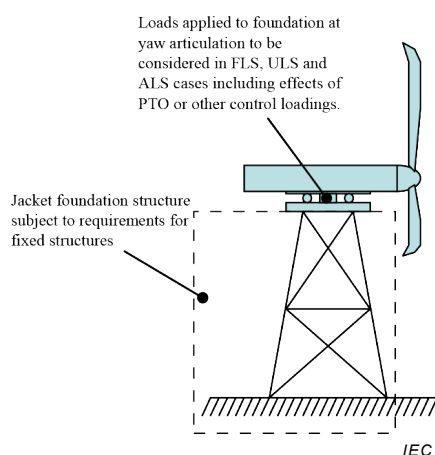 Loads applied to foundation at
yaw articulation to be
considered in FLS, ULS and
ALS cases including effects of
PTO or other control loadings.
Jacket foundation structure
subject to requirements for
fixed structures
IEC